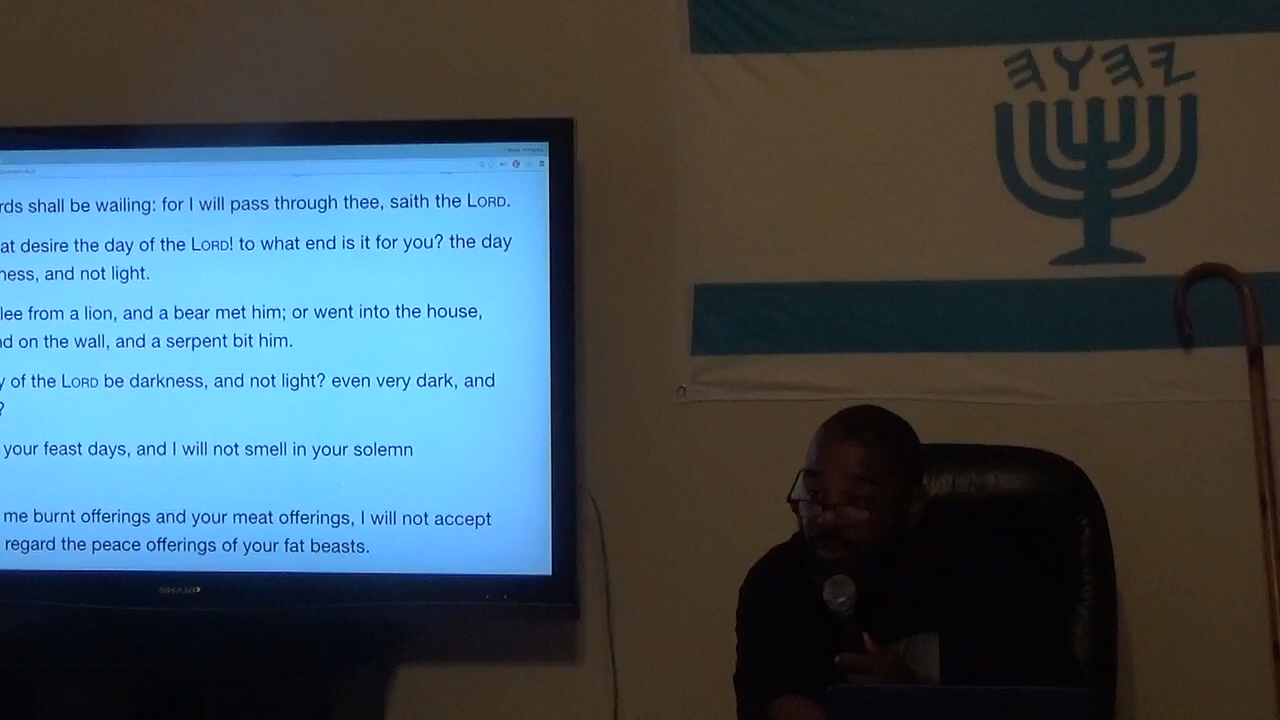 rds shall be wailing: for I will pass through thee, saith the LORD.
at desire the day of the LORD! to what end is it for you? the day
ness, and not light.
lee from a lion, and a bear met him; or went into the house,
nd on the wall, and a serpent bit him.
y of the LORD be darkness, and not light? even very dark, and
?
your feast days, and I will not smell in your solemn
me burnt offerings and your meat offerings, I will not accept
regard the peace offerings of your fat beasts.
SHARP
𐤉𐤄𐤅𐤄